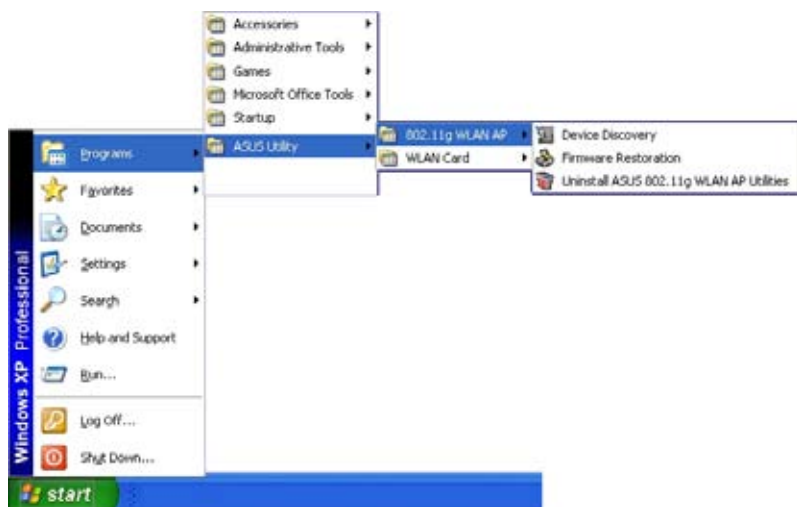 Accessories
Administrative Tools
Games
Microsoft Office Tools
Startup
ASUS Utility
802.11g WLAN AP
WLAN Card
Device Discovery
Firmware Restoration
Uninstall ASUS 802.11g WLAN AP Utilities
Programs
Favorites
Documents
Settings
Search
Help and Support
Run...
Log Off...
Shut Down...
Windows XP Professional
start